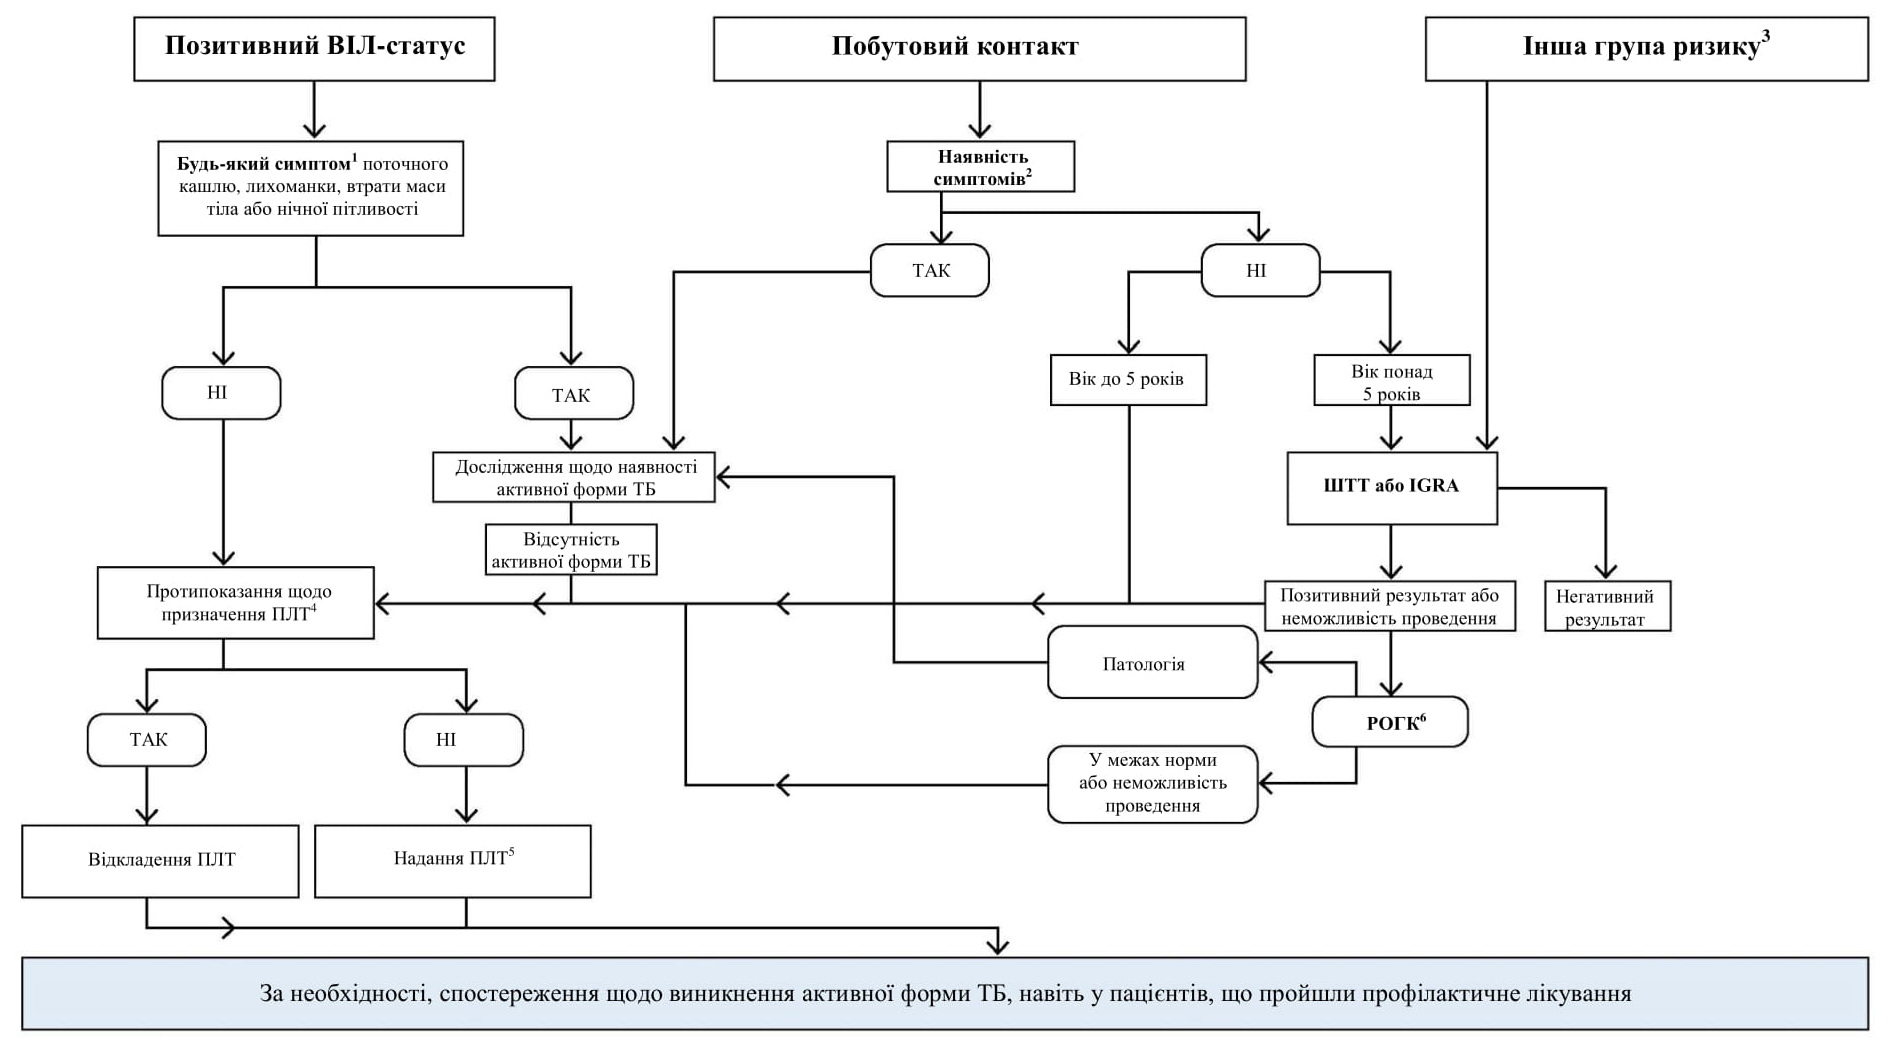 Позитивний ВІЛ-статус
Побутовий контакт
Інша група ризику³
Будь-який симптом¹ поточного
кашлю, лихоманки, втрати маси
тіла або нічної пітливості
Наявність
симптомів²
ТАК
НІ
НІ
ТАК
Вік до 5 років
Вік понад
5 років
Дослідження щодо наявності
активної форми ТБ
ШТТ або IGRA
Відсутність
активної форми ТБ
Протипоказання щодо
призначення ПЛТ⁴
Позитивний результат або
неможливість проведення
Негативний
результат
Патологія
РОГК⁶
ТАК
НІ
У межах норми
або неможливість
проведення
Відкладення ПЛТ
Надання ПЛТ⁵
За необхідності, спостереження щодо виникнення активної форми ТБ, навіть у пацієнтів, що пройшли профілактичне лікування